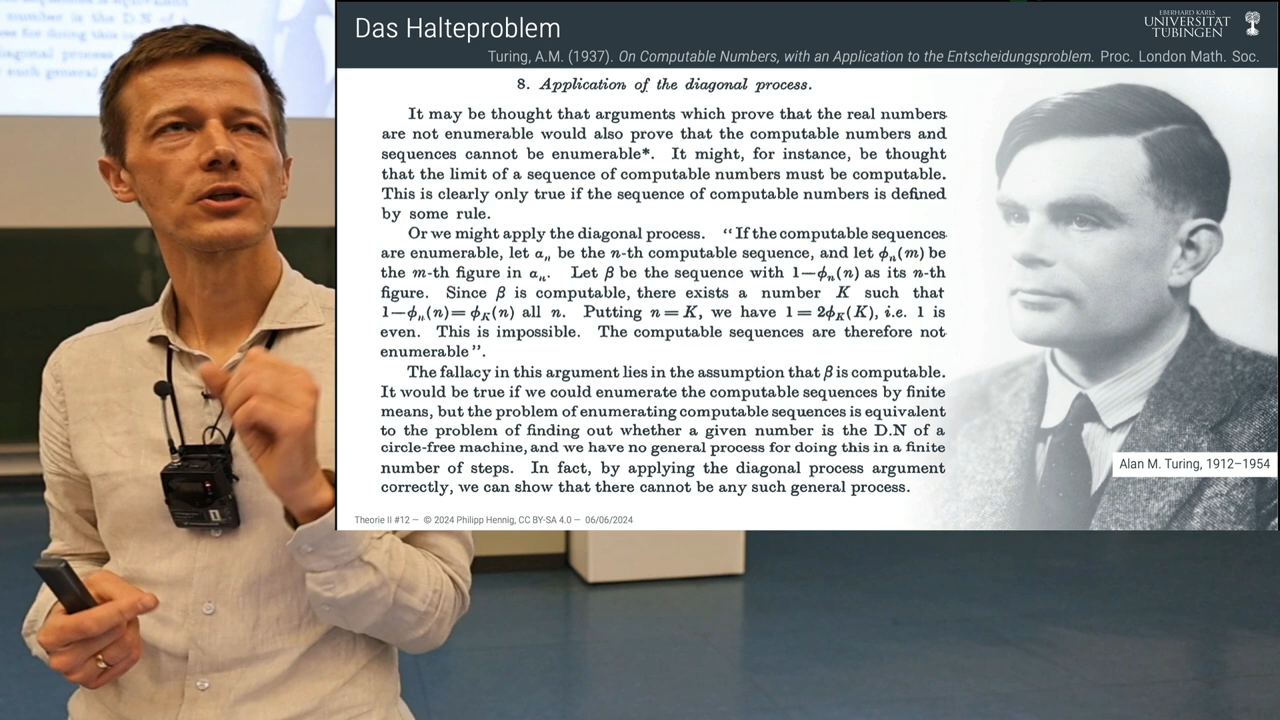 number is the D.N of a
Das Halteproblem
EBERHARD KARLS
UNIVERSITÄT
TÜBINGEN
Turing, A.M. (1937). On Computable Numbers, with an Application to the Entscheidungsproblem. Proc. London Math. Soc.
8. Application of the diagonal process.
It may be thought that arguments which prove that the real numbers
are not enumerable would also prove that the computable numbers and
sequences cannot be enumerable*. It might, for instance, be thought
that the limit of a sequence of computable numbers must be computable.
This is clearly only true if the sequence of computable numbers is defined
by some rule.
Or we might apply the diagonal process. “If the computable sequences
are enumerable, let αₙ be the n-th computable sequence, and let ϕₙ(m) be
the m-th figure in αₙ. Let β be the sequence with 1—ϕₙ(n) as its n-th
figure. Since β is computable, there exists a number K such that
1—ϕₙ(n)=ϕ_K(n) all n. Putting n=K, we have 1=2ϕ_K(K), i.e. 1 is
even. This is impossible. The computable sequences are therefore not
enumerable”.
The fallacy in this argument lies in the assumption that β is computable.
It would be true if we could enumerate the computable sequences by finite
means, but the problem of enumerating computable sequences is equivalent
to the problem of finding out whether a given number is the D.N of a
circle-free machine, and we have no general process for doing this in a finite
number of steps. In fact, by applying the diagonal process argument
correctly, we can show that there cannot be any such general process.
Alan M. Turing, 1912–1954
Theorie II #12 — © 2024 Philipp Hennig, CC BY-SA 4.0 — 06/06/2024